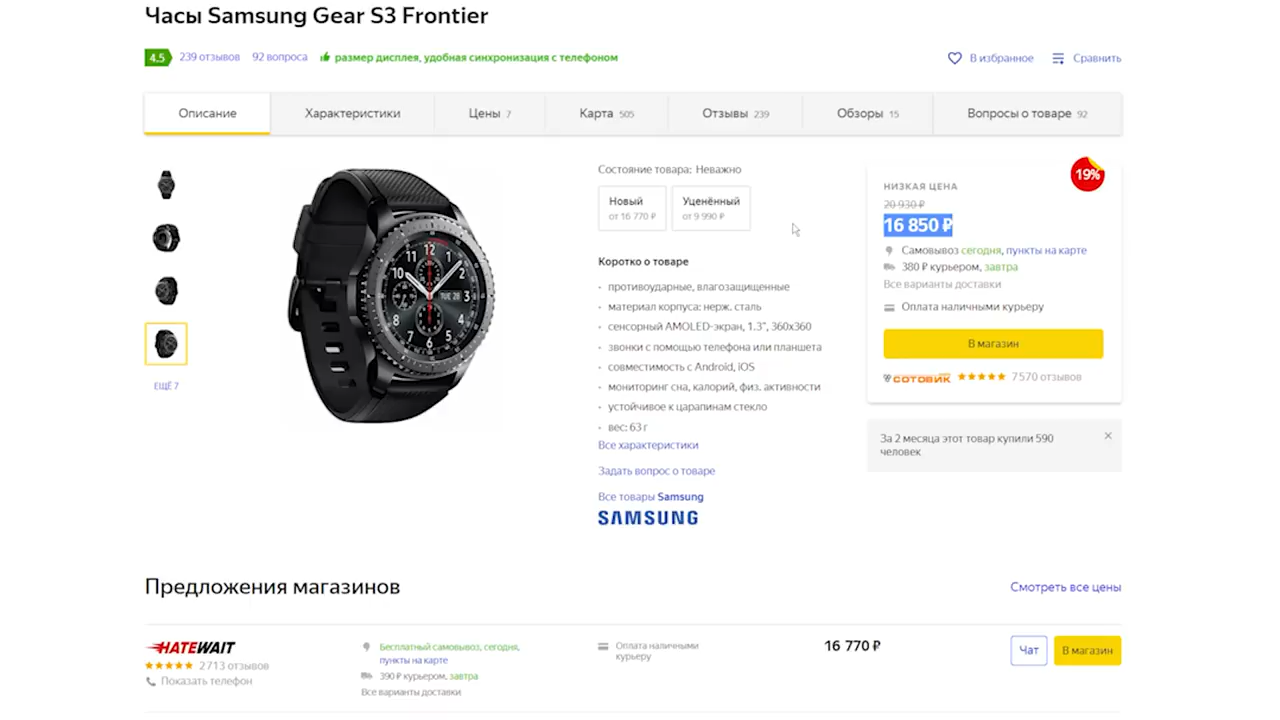 Часы Samsung Gear S3 Frontier
4.5 239 отзывов 92 вопроса размер дисплея, удобная синхронизация с телефоном
В избранное Сравнить
Описание Характеристики Цены 7 Карта 505 Отзывы 239 Обзоры 15 Вопросы о товаре 92
ЕЩЁ 7
Состояние товара: Неважно
Новый
от 16 770 ₽
Уценённый
от 9 990 ₽
Коротко о товаре
· противоударные, влагозащищенные
· материал корпуса: нерж. сталь
· сенсорный AMOLED-экран, 1.3", 360x360
· звонки с помощью телефона или планшета
· совместимость с Android, iOS
· мониторинг сна, калорий, физ. активности
· устойчивое к царапинам стекло
· вес: 63 г
Все характеристики
Задать вопрос о товаре
Все товары Samsung
SAMSUNG
19%
НИЗКАЯ ЦЕНА
20 930 ₽
16 850 ₽
Самовывоз сегодня, пункты на карте
380 ₽ курьером, завтра
Все варианты доставки
Оплата наличными курьеру
В магазин
СОТОВИК 7 570 отзывов
За 2 месяца этот товар купили 590
человек
Предложения магазинов
Смотреть все цены
HATEWAIT
2 713 отзывов
Показать телефон
Бесплатный самовывоз, сегодня,
пункты на карте
390 ₽ курьером, завтра
Все варианты доставки
Оплата наличными
курьеру
16 770 ₽
Чат
В магазин